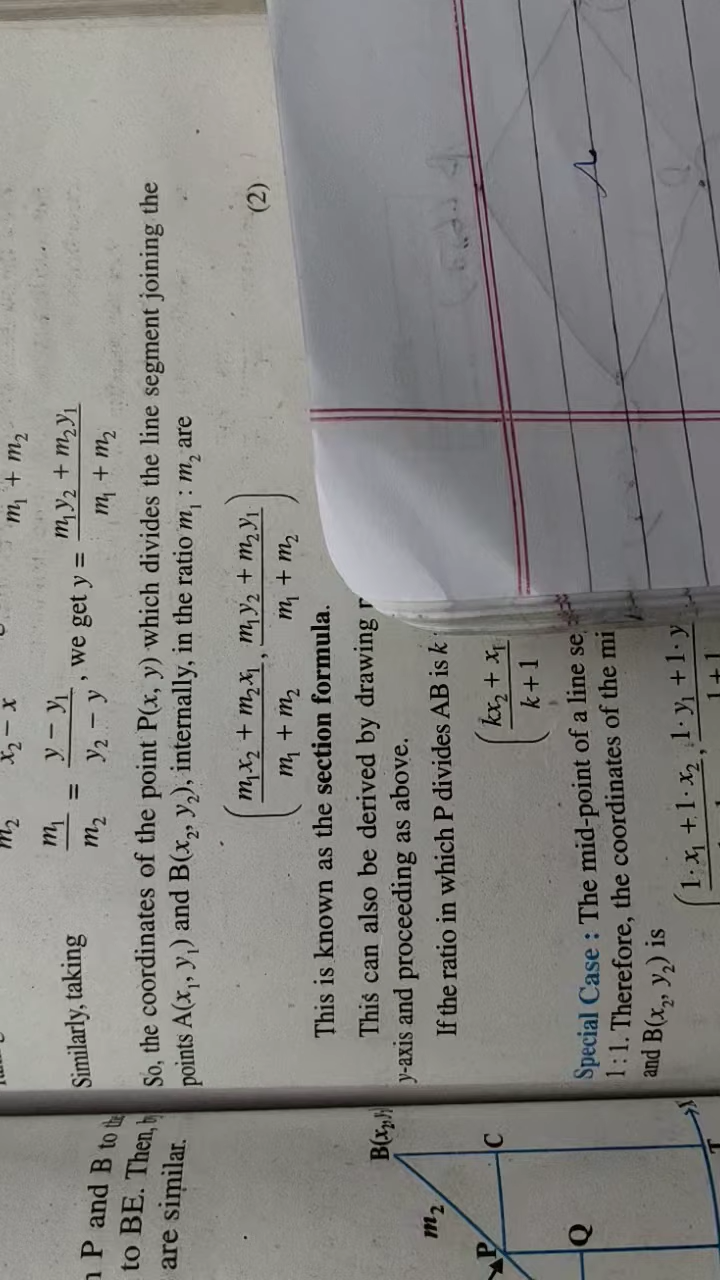 m₁ + m₂
m₂ x₂ – x
Similarly, taking m₁/m₂ = (y – y₁)/(y₂ – y), we get y = (m₁y₂ + m₂y₁)/(m₁ + m₂)
So, the coordinates of the point P(x, y) which divides the line segment joining the
points A(x₁, y₁) and B(x₂, y₂), internally, in the ratio m₁ : m₂ are
((m₁x₂ + m₂x₁)/(m₁ + m₂), (m₁y₂ + m₂y₁)/(m₁ + m₂)) (2)
This is known as the section formula.
This can also be derived by drawing
y-axis and proceeding as above.
If the ratio in which P divides AB is k
((kx₂ + x₁)/(k + 1)
Special Case : The mid-point of a line se
1 : 1. Therefore, the coordinates of the mi
(1·x₁ + 1·x₂, 1·y₁ + 1·y
1 + 1
and B(x₂, y₂) is
P and B to the
to BE. Then, by
are similar.
B(x₂, y₂)
m₂
P
C
Q
T